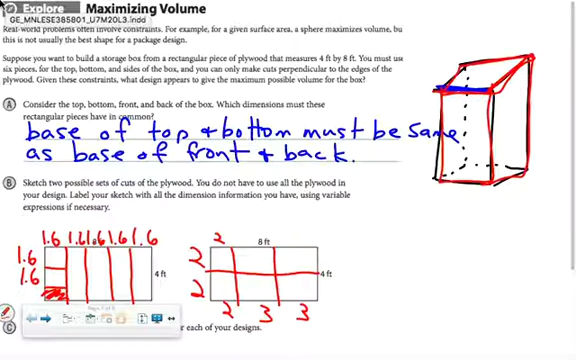 Explore Maximizing Volume
GE_MNLESE385801_U7M20L3.indd
Real-world problems often involve constraints. For example, for a given surface area, a sphere maximizes volume, bu
this is not usually the best shape for a package design.
Suppose you want to build a storage box from a rectangular piece of plywood that measures 4 ft by 8 ft. You must use
six pieces, for the top, bottom, and sides of the box, and you can only make cuts perpendicular to the edges of the
plywood. Given these constraints, what design appears to give the maximum possible volume for the box?
A Consider the top, bottom, front, and back of the box. Which dimensions must these
rectangular pieces have in common?
base of top & bottom must be same
as base of front & back.
B Sketch two possible sets of cuts of the plywood. You do not have to use all the plywood in
your design. Label your sketch with all the dimension information you have, using variable
expressions if necessary.
1.6 1.6 1.6 1.6 1.6
1.6
1.6
4 ft
2
8 ft
2
2
4 ft
2 3 3
C
r each of your designs.